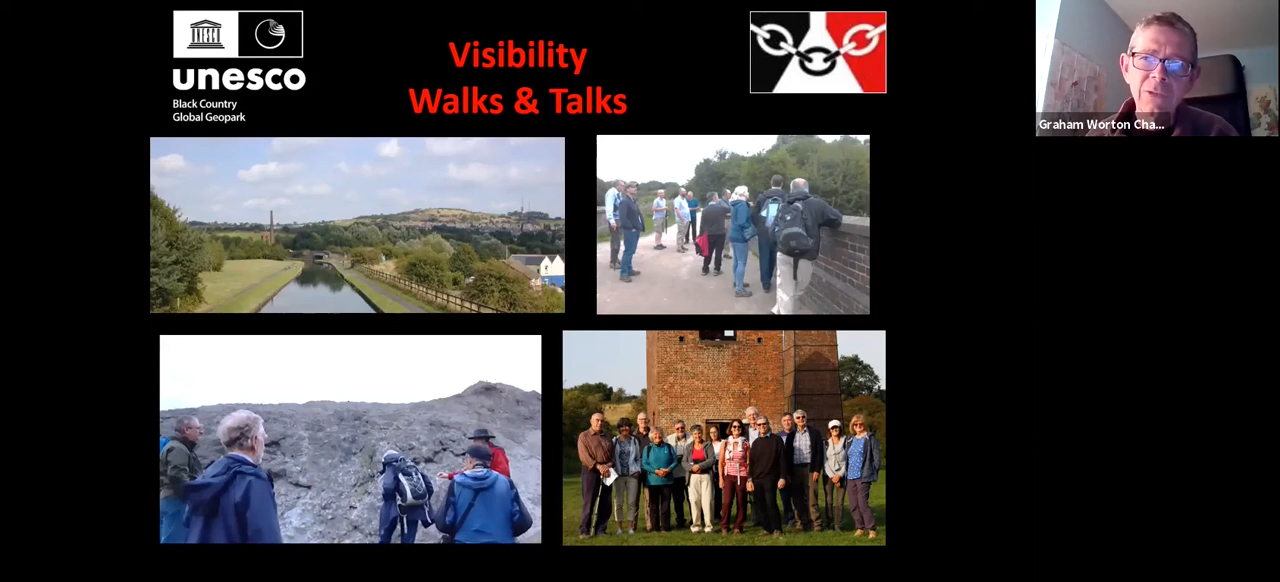 unesco
Black Country
Global Geopark
Visibility
Walks & Talks
Graham Worton Cha...